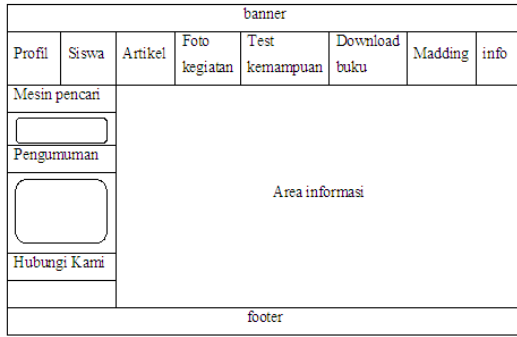 banner
Profil
Siswa
Artikel
Foto
kegiatan
Test
kemampuan
Download
buku
Madding
info
Mesin pencari
Pengumuman
Area informasi
Hubungi Kami
footer